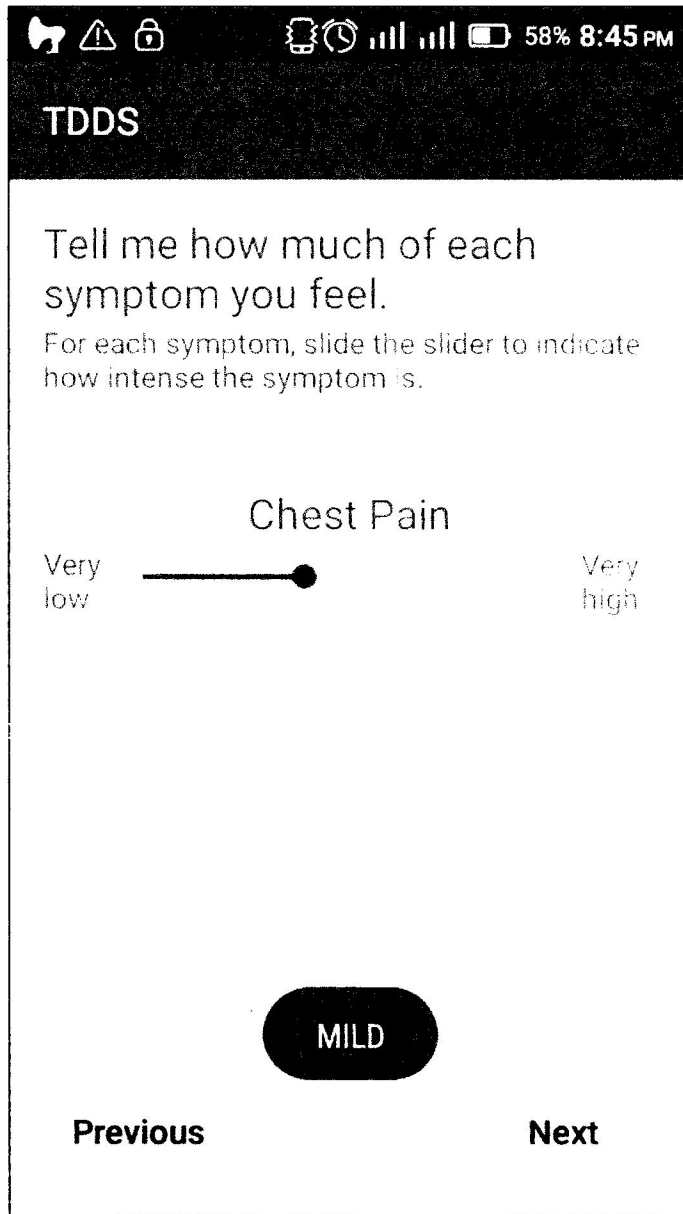 58% 8:45 PM
TDDS
Tell me how much of each
symptom you feel.
For each symptom, slide the slider to indicate
how intense the symptom is.
Chest Pain
Very
low
Very
high
MILD
Previous
Next